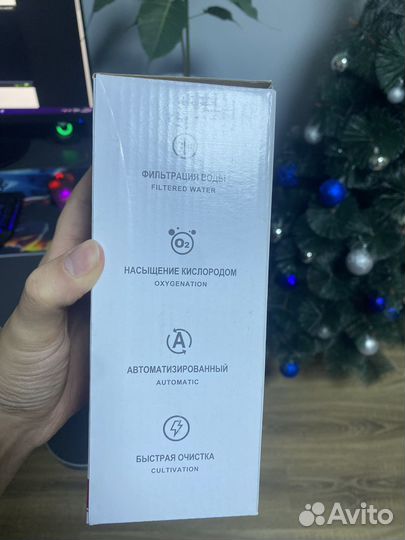 ФИЛЬТРАЦИЯ ВОДЫ
FILTERED WATER
O2
НАСЫЩЕНИЕ КИСЛОРОДОМ
OXYGENATION
A
АВТОМАТИЗИРОВАННЫЙ
AUTOMATIC
БЫСТРАЯ ОЧИСТКА
CULTIVATION
Avito